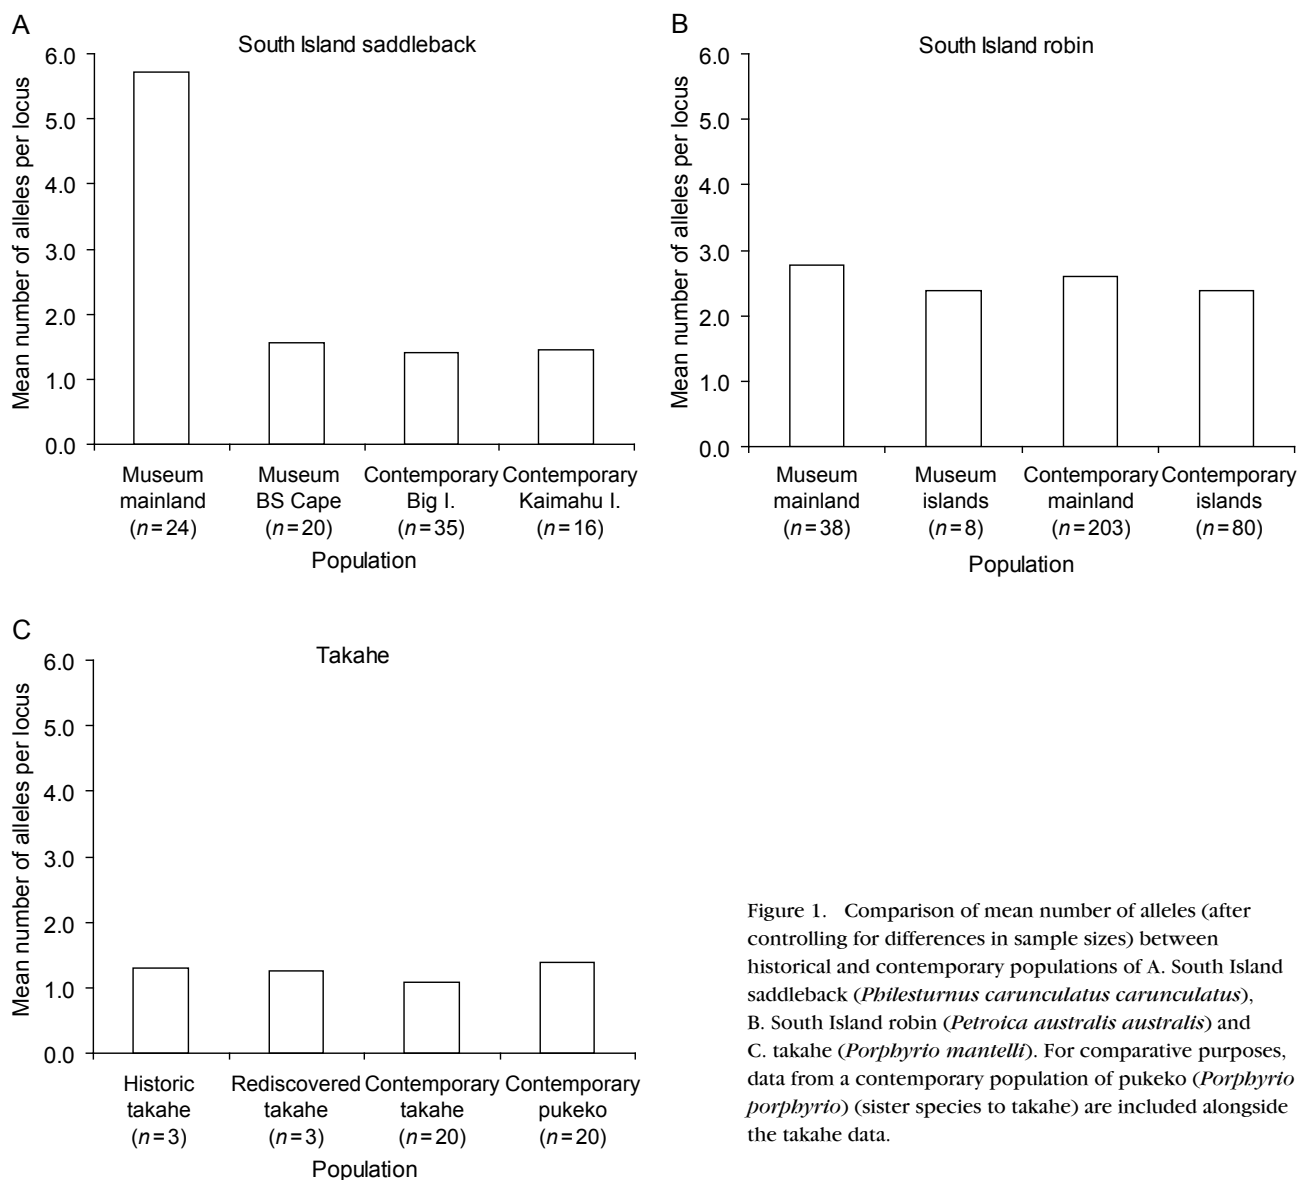 A
South Island saddleback
Mean number of alleles per locus
6.0
5.0
4.0
3.0
2.0
1.0
0.0
Museum mainland (n=24)
Museum BS Cape (n=20)
Contemporary Big I. (n=35)
Contemporary Kaimahu I. (n=16)
Population
B
South Island robin
Mean number of alleles per locus
6.0
5.0
4.0
3.0
2.0
1.0
0.0
Museum mainland (n=38)
Museum islands (n=8)
Contemporary mainland (n=203)
Contemporary islands (n=80)
Population
C
Takahe
Mean number of alleles per locus
6.0
5.0
4.0
3.0
2.0
1.0
0.0
Historic takahe (n=3)
Rediscovered takahe (n=3)
Contemporary takahe (n=20)
Contemporary pukeko (n=20)
Population
Figure 1. Comparison of mean number of alleles (after
controlling for differences in sample sizes) between
historical and contemporary populations of A. South Island
saddleback (Philesturnus carunculatus carunculatus),
B. South Island robin (Petroica australis australis) and
C. takahe (Porphyrio mantelli). For comparative purposes,
data from a contemporary population of pukeko (Porphyrio
porphyrio) (sister species to takahe) are included alongside
the takahe data.